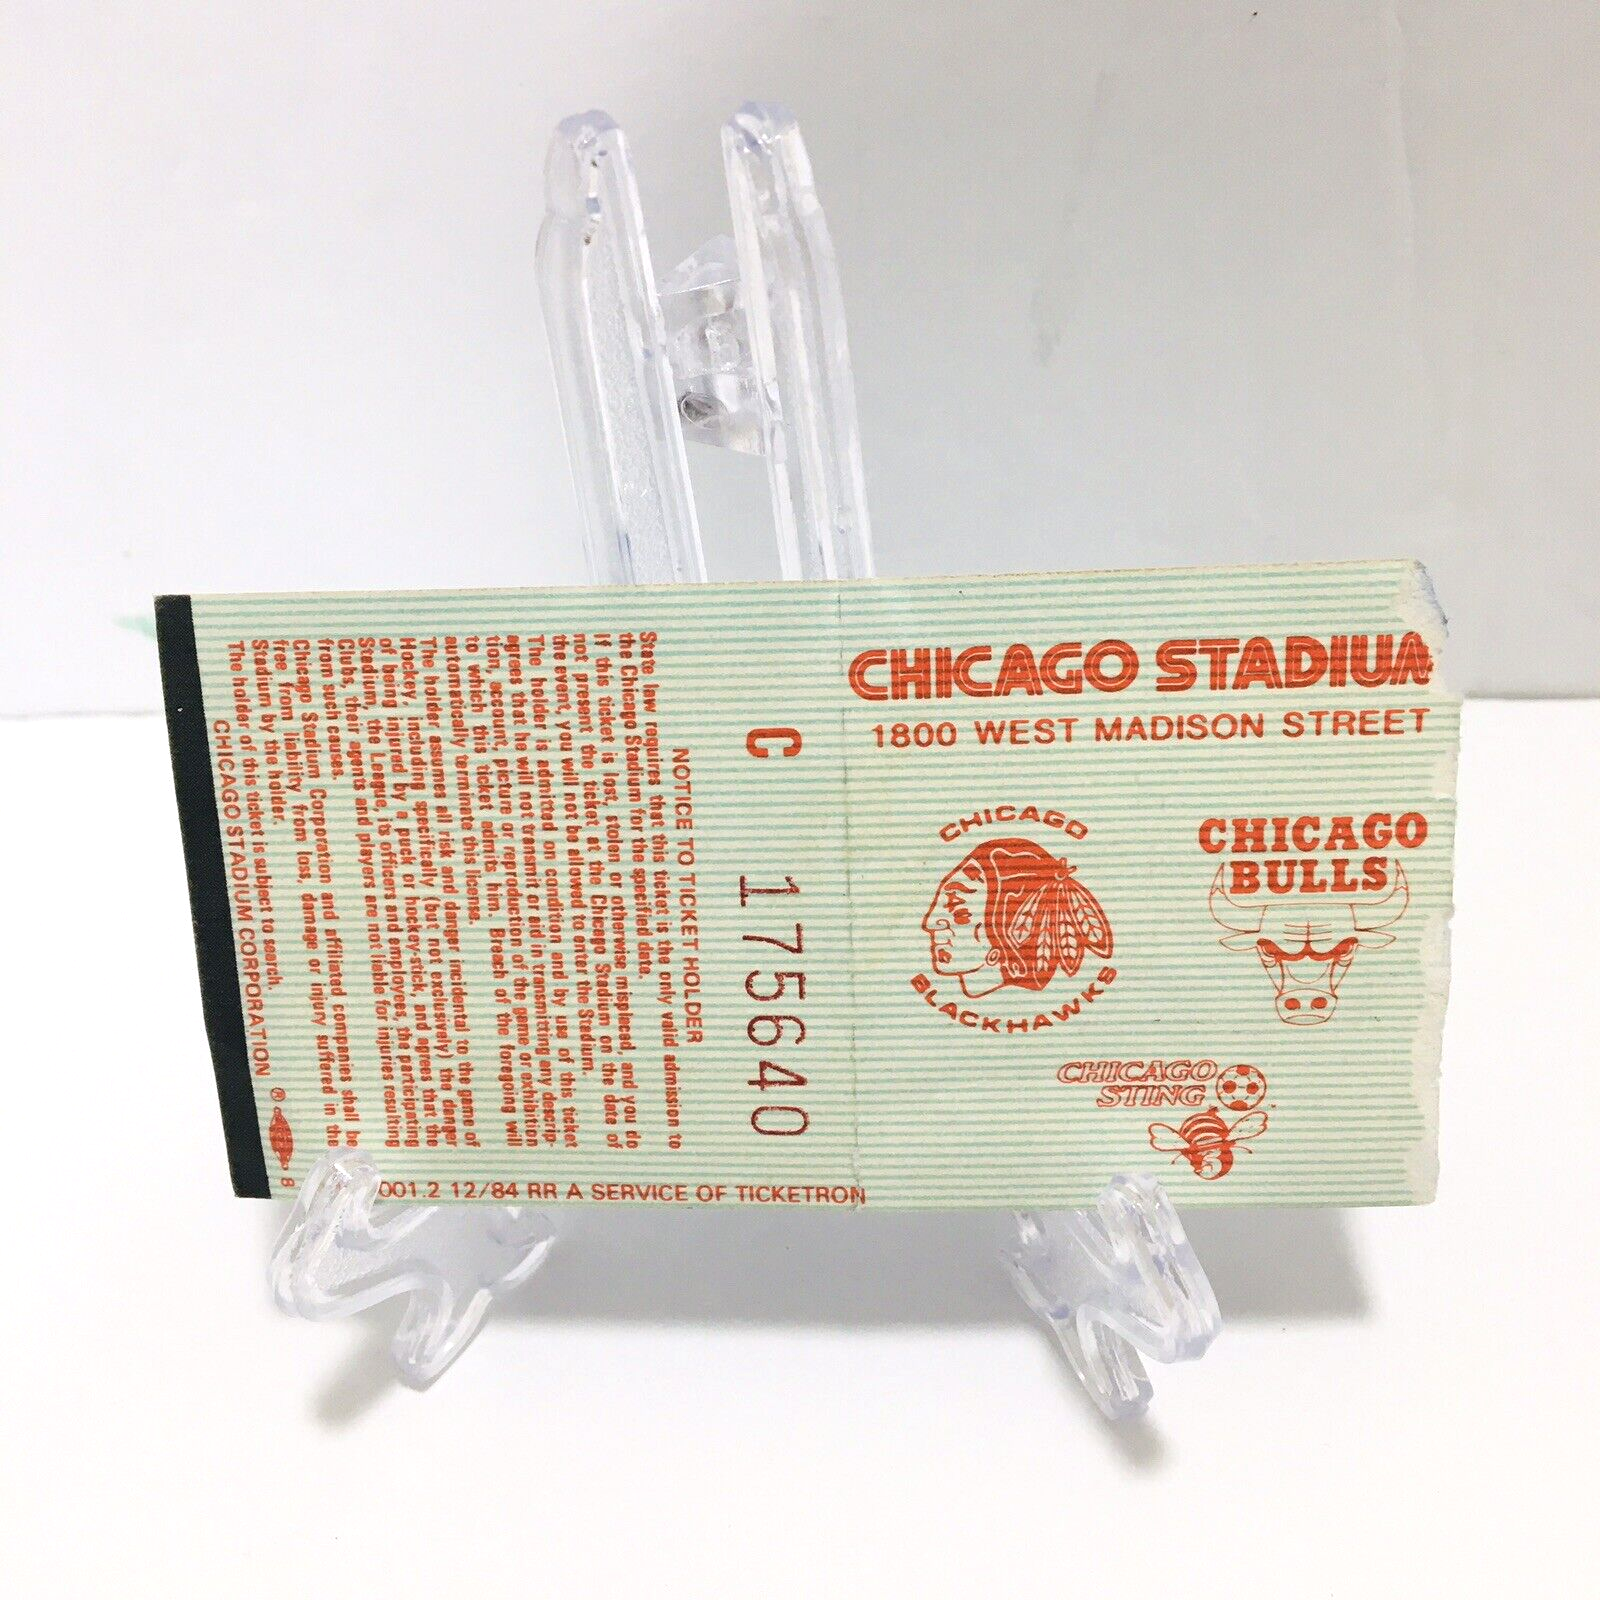 CHICAGO STADIUM
1800 WEST MADISON STREET
CHICAGO
BLACKHAWKS
CHICAGO
BULLS
CHICAGO
STING
C 175640
NOTICE TO TICKET HOLDER
State law requires that this ticket is the only valid admission to
the Chicago Stadium for the specified date.
If this ticket is lost, stolen or otherwise misplaced, and you do
not present the ticket at the Chicago Stadium on the date of
the event, you will not be allowed to enter the Stadium.
The holder is admitted on condition and by use of this ticket
agrees that he will not transmit or aid in transmitting any descrip-
tion, account, picture or reproduction of the game or exhibition
to which this ticket admits him. Breach of the foregoing will
automatically terminate this license.
The holder assumes all risk and danger incidental to the game of
Hockey, including specifically (but not exclusively) the danger
of being injured by a puck or hockey-stick, and agrees that the
Stadium, the League, its officers and employees, the participating
Clubs, their agents and players are not liable for injuries resulting
from such causes.
Chicago Stadium Corporation and affiliated companies shall be
free from liability from loss, damage or injury suffered in the
Stadium by the holder.
The holder of this ticket is subject to search.
CHICAGO STADIUM CORPORATION
® 8
001.2 12/84 RR A SERVICE OF TICKETRON